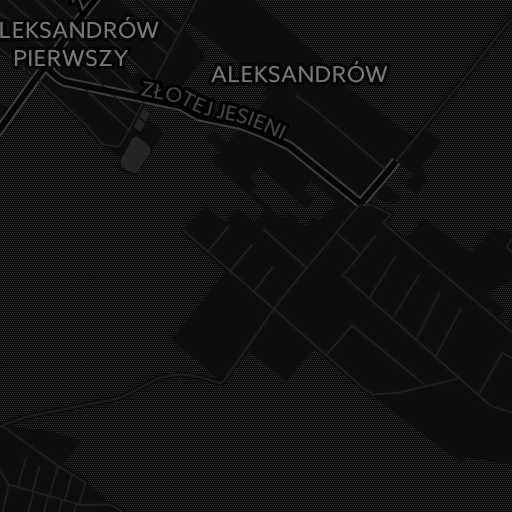 LEKSANDRÓW
PIERWSZY
ALEKSANDRÓW
ZŁOTEJ JESIENI